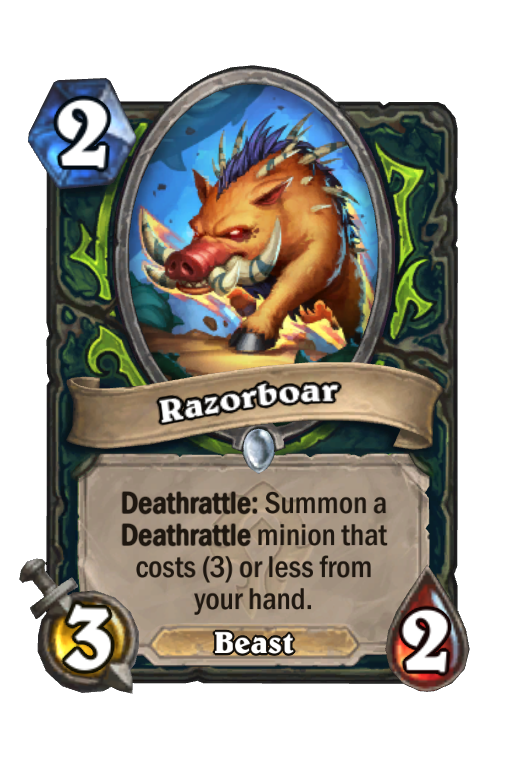 2
Razorboar
Deathrattle: Summon a
Deathrattle minion that
costs (3) or less from
your hand.
3
Beast
2